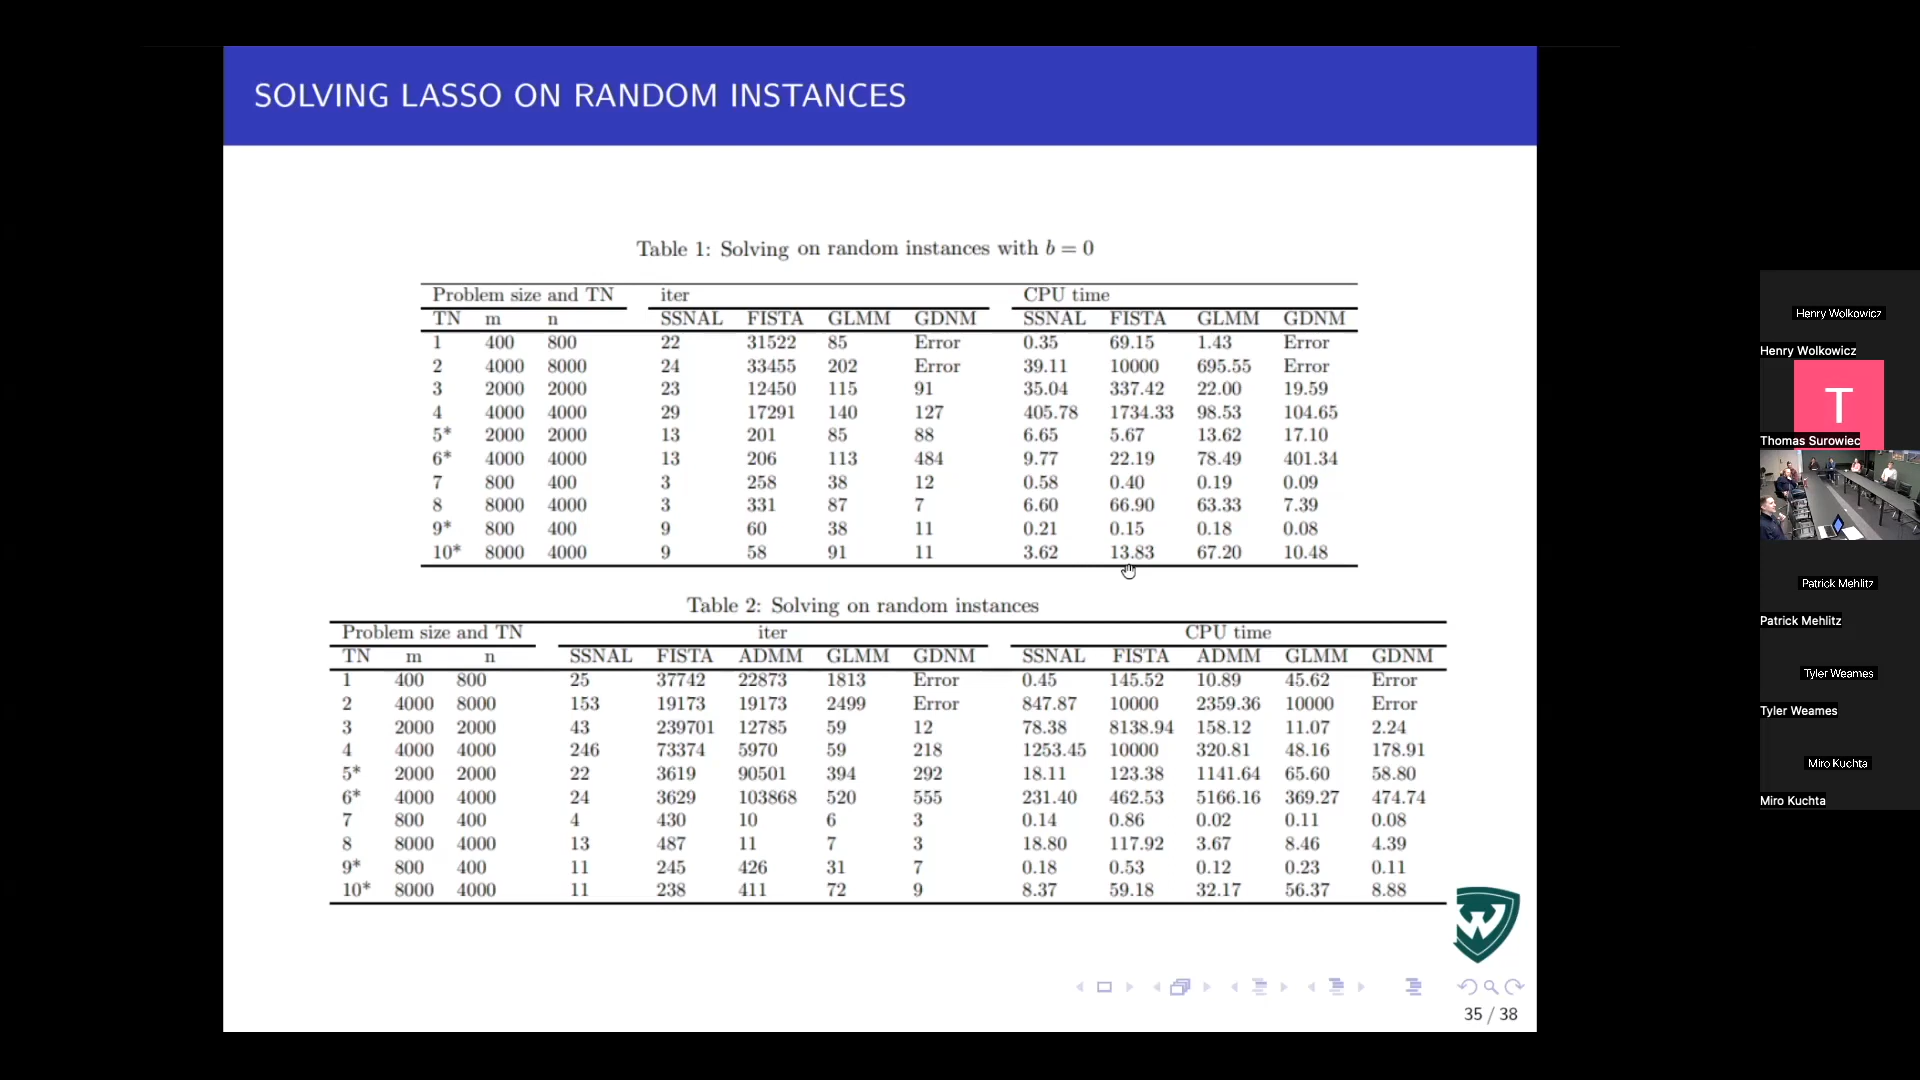 SOLVING LASSO ON RANDOM INSTANCES
Table 1: Solving on random instances with b = 0
Problem size and TN iter CPU time
TN m n SSNAL FISTA GLMM GDNM SSNAL FISTA GLMM GDNM
1 400 800 22 31522 85 Error 0.35 69.15 1.43 Error
2 4000 8000 24 33455 202 Error 39.11 10000 695.55 Error
3 2000 2000 23 12450 115 91 35.04 337.42 22.00 19.59
4 4000 4000 29 17291 140 127 405.78 1734.33 98.53 104.65
5* 2000 2000 13 201 85 88 6.65 5.67 13.62 17.10
6* 4000 4000 13 206 113 484 9.77 22.19 78.49 401.34
7 800 400 3 258 38 12 0.58 0.40 0.19 0.09
8 8000 4000 3 331 87 7 6.60 66.90 63.33 7.39
9* 800 400 9 60 38 11 0.21 0.15 0.18 0.08
10* 8000 4000 9 58 91 11 3.62 13.83 67.20 10.48
Table 2: Solving on random instances
Problem size and TN iter CPU time
TN m n SSNAL FISTA ADMM GLMM GDNM SSNAL FISTA ADMM GLMM GDNM
1 400 800 25 37742 22873 1813 Error 0.45 145.52 10.89 45.62 Error
2 4000 8000 153 19173 19173 2499 Error 847.87 10000 2359.36 10000 Error
3 2000 2000 43 239701 12785 59 12 78.38 8138.94 158.12 11.07 2.24
4 4000 4000 246 73374 5970 59 218 1253.45 10000 320.81 48.16 178.91
5* 2000 2000 22 3619 90501 394 292 18.11 123.38 1141.64 65.60 58.80
6* 4000 4000 24 3629 103868 520 555 231.40 462.53 5166.16 369.27 474.74
7 800 400 4 430 10 6 3 0.14 0.86 0.02 0.11 0.08
8 8000 4000 13 487 11 7 3 18.80 117.92 3.67 8.46 4.39
9* 800 400 11 245 426 31 7 0.18 0.53 0.12 0.23 0.11
10* 8000 4000 11 238 411 72 9 8.37 59.18 32.17 56.37 8.88
W
35 / 38
Henry Wolkowicz
Henry Wolkowicz
T
Thomas Surowiec
Patrick Mehlitz
Patrick Mehlitz
Tyler Weames
Tyler Weames
Miro Kuchta
Miro Kuchta